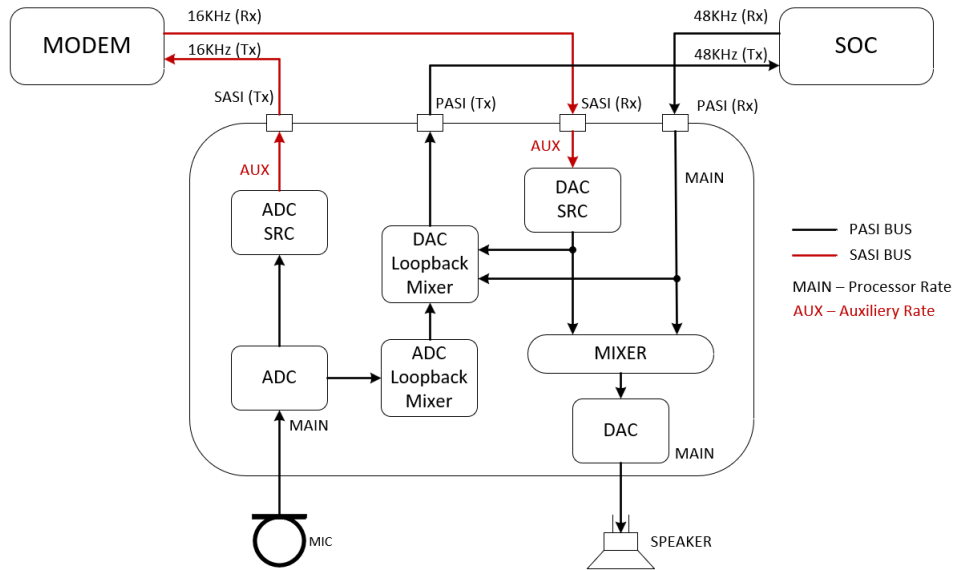 16KHz (Rx)
48KHz (Rx)
MODEM
SOC
16KHz (Tx)
48KHz (Tx)
SASI (Tx)
PASI (Tx)
SASI (Rx)
PASI (Rx)
AUX
AUX
MAIN
ADC
SRC
DAC
SRC
DAC
Loopback
Mixer
PASI BUS
SASI BUS
MAIN – Processor Rate
AUX – Auxiliery Rate
MIXER
ADC
ADC
Loopback
Mixer
MAIN
DAC
MAIN
MIC
SPEAKER